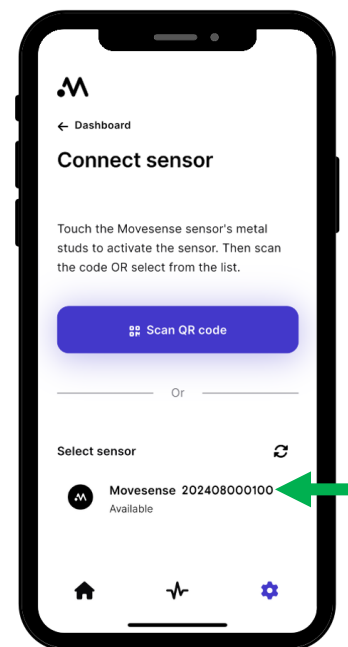 ← Dashboard
Connect sensor
Touch the Movesense sensor's metal
studs to activate the sensor. Then scan
the code OR select from the list.
Scan QR code
Or
Select sensor
Movesense 202408000100
Available